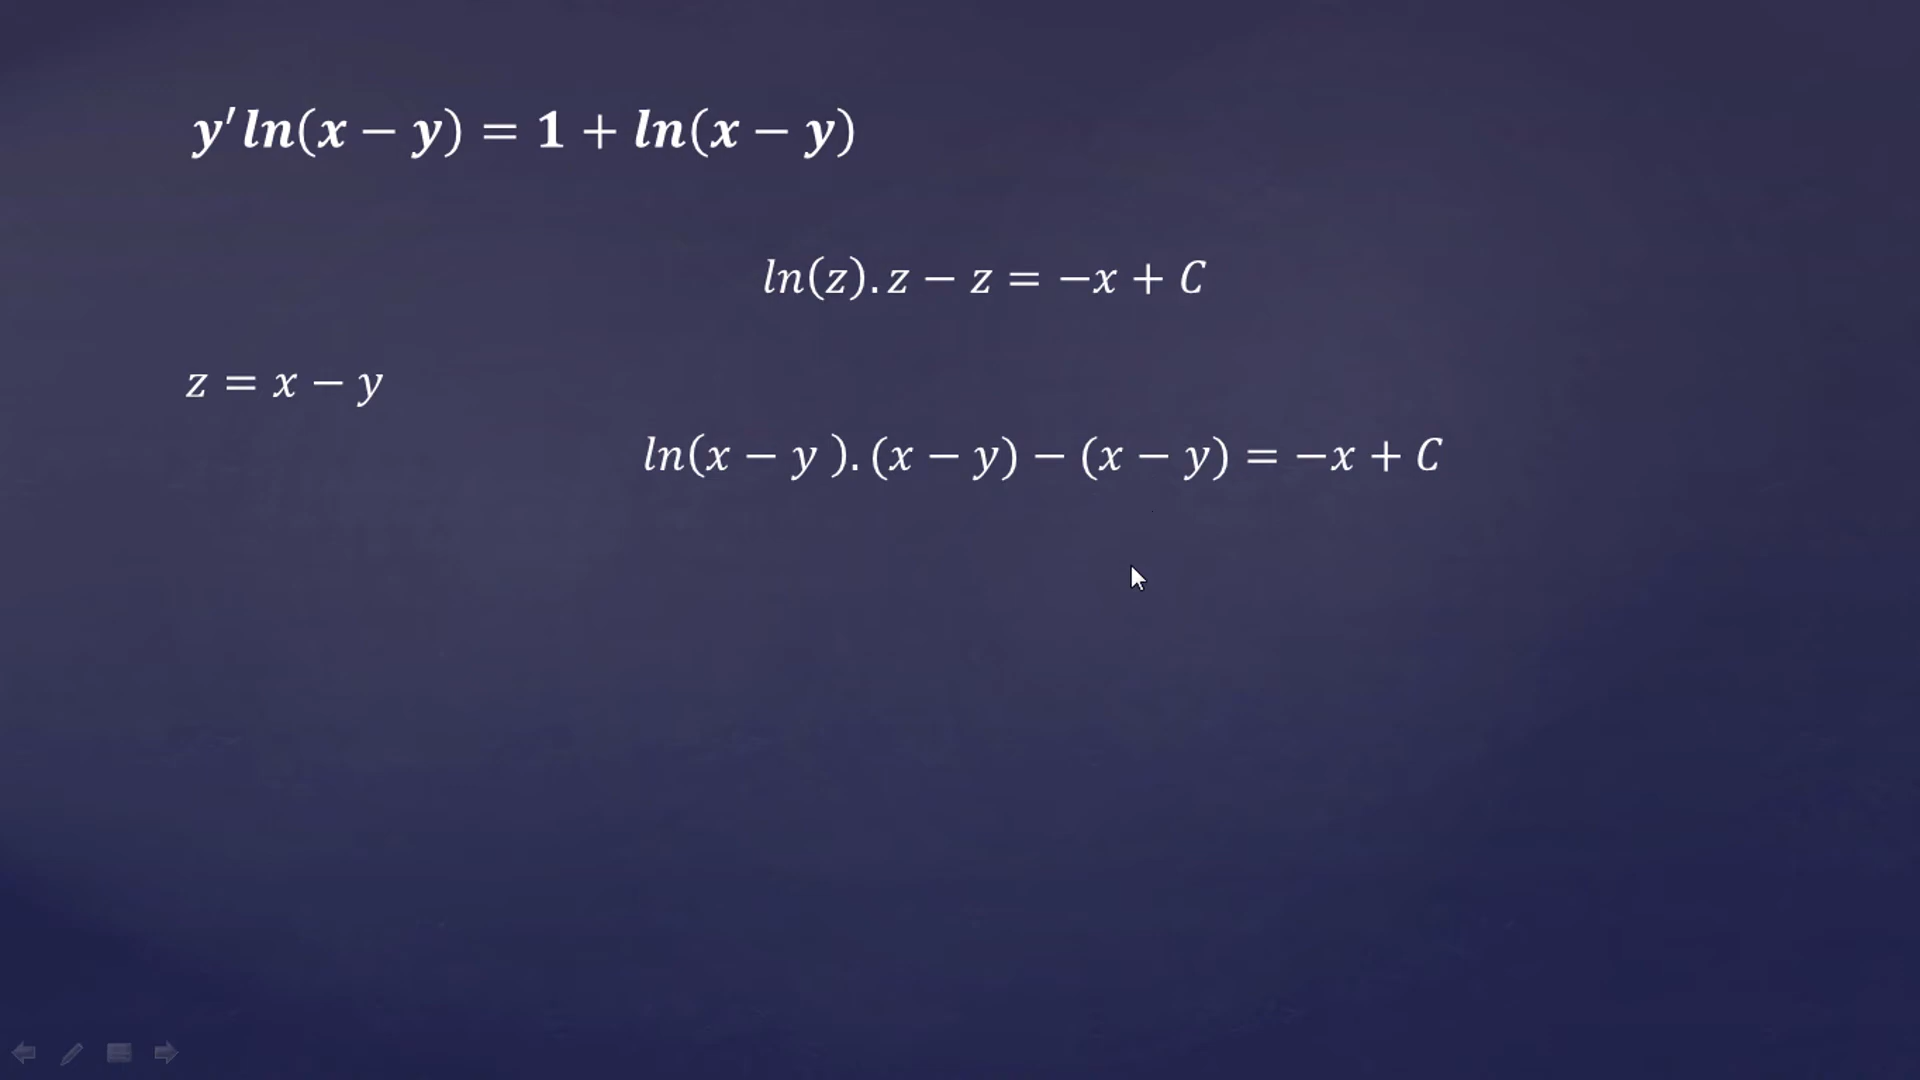 y′ln(x − y) = 1 + ln(x − y)
ln(z). z − z = −x + C
z = x − y
ln(x − y ). (x − y) − (x − y) = −x + C